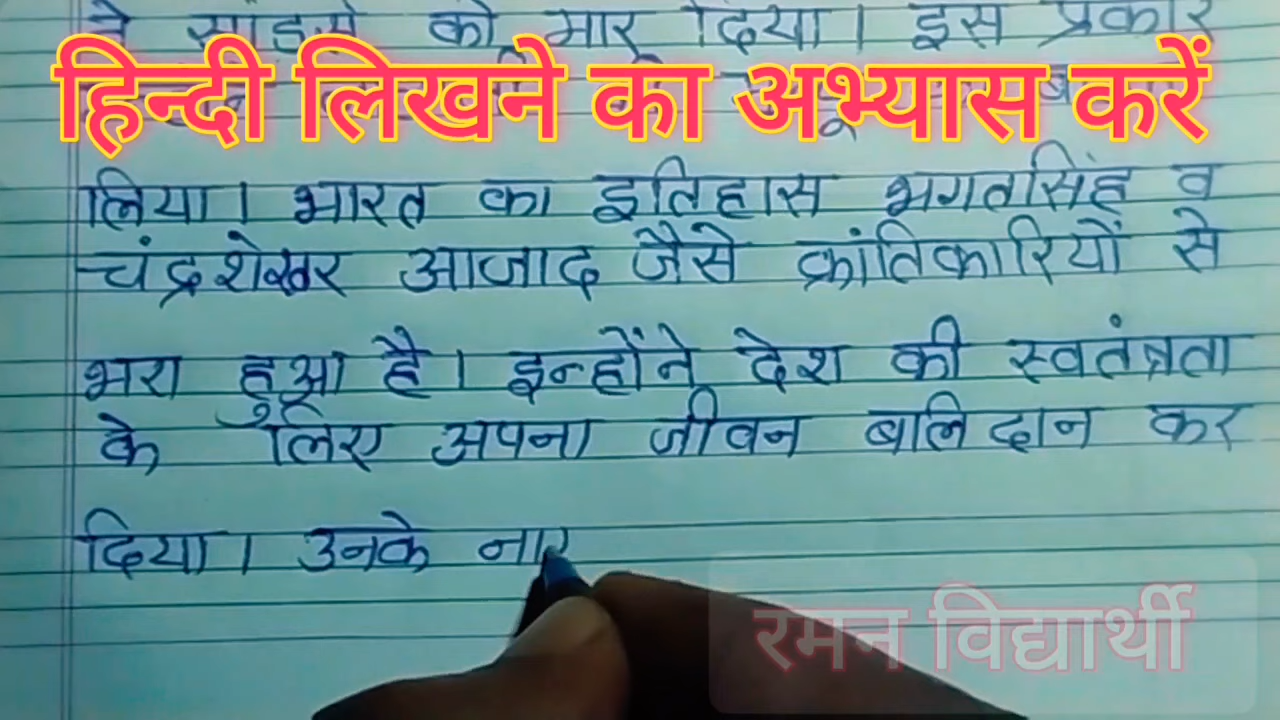 ने सांडर्स को मार दिया। इस प्रकार
हिन्दी लिखने का अभ्यास करें
लिया। भारत का इतिहास भगतसिंह व
चंद्रशेखर आजाद जैसे क्रांतिकारियों से
भरा हुआ है। इन्होंने देश की स्वतंत्रता
के लिए अपना जीवन बलिदान कर
दिया। उनके
रमन विद्यार्थी